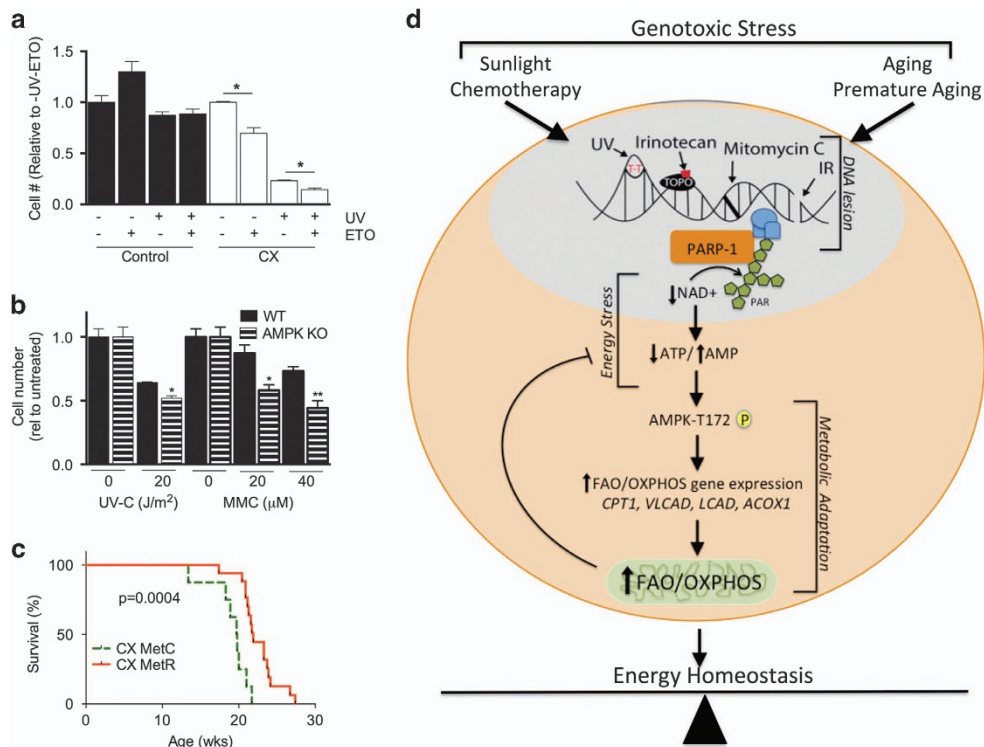 a
Cell # (Relative to -UV-ETO)
1.5
1.0
0.5
0.0
- - + + - - + + UV
- + - + - + - + ETO
Control CX
* *
b
WT
AMPK KO
Cell number
(rel to untreated)
1.0
0.5
0.0
* * **
0 20 0 20 40
UV-C (J/m²) MMC (μM)
c
Survival (%)
100
50
0
p=0.0004
CX MetC
CX MetR
0 10 20 30
Age (wks)
d
Genotoxic Stress
Sunlight
Chemotherapy
Aging
Premature Aging
UV
Irinotecan
Mitomycin C
IR
T-T
TOPO
DNA lesion
PARP-1
NAD+
PAR
Energy Stress
ATP/ AMP
AMPK-T172 P
FAO/OXPHOS gene expression
CPT1, VLCAD, LCAD, ACOX1
Metabolic Adaptation
FAO/OXPHOS
Energy Homeostasis